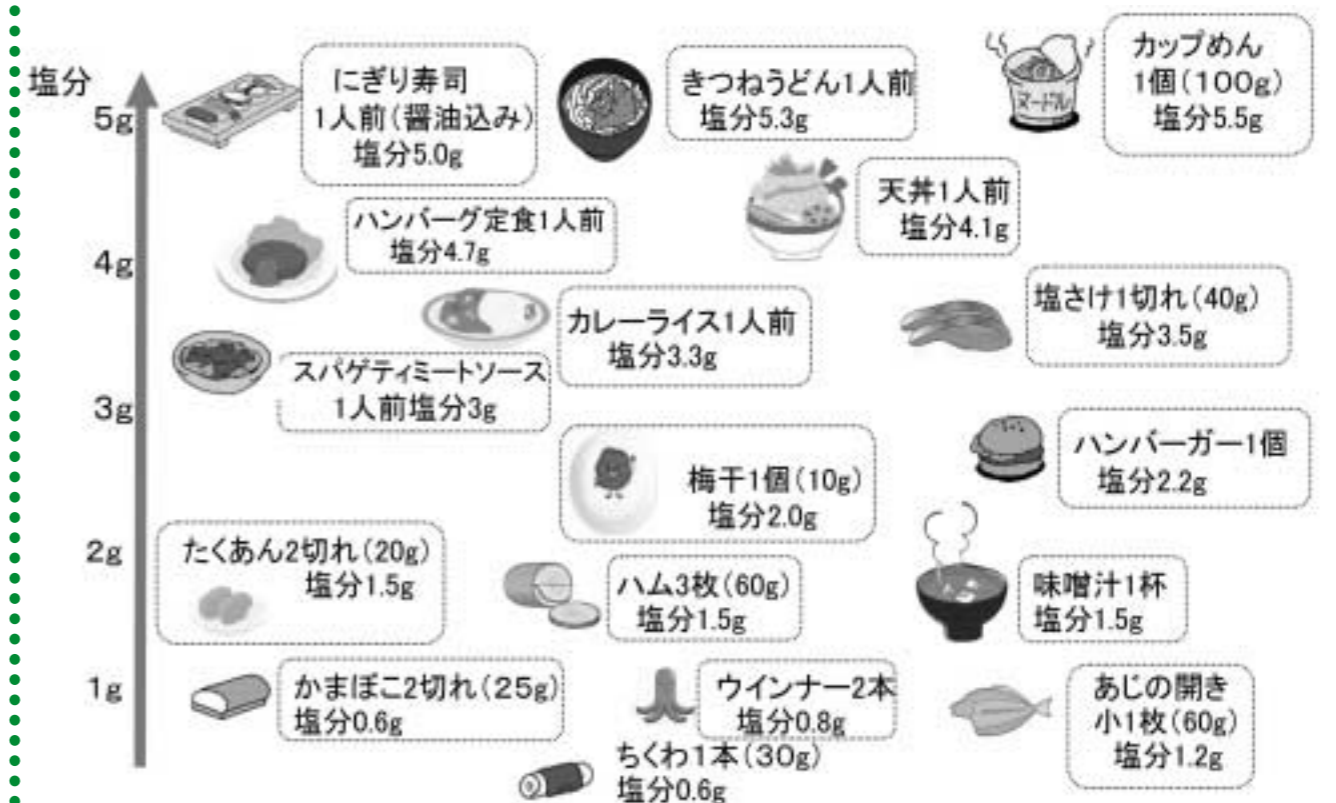 塩分
5g
4g
3g
2g
1g
にぎり寿司
1人前(醤油込み)
塩分5.0g
きつねうどん1人前
塩分5.3g
ヌードル
カップめん
1個(100g)
塩分5.5g
天丼1人前
塩分4.1g
ハンバーグ定食1人前
塩分4.7g
カレーライス1人前
塩分3.3g
塩さけ1切れ(40g)
塩分3.5g
スパゲティミートソース
1人前塩分3g
ハンバーガー1個
塩分2.2g
梅干1個(10g)
塩分2.0g
たくあん2切れ(20g)
塩分1.5g
ハム3枚(60g)
塩分1.5g
味噌汁1杯
塩分1.5g
かまぼこ2切れ(25g)
塩分0.6g
ウインナー2本
塩分0.8g
あじの開き
小1枚(60g)
塩分1.2g
ちくわ1本(30g)
塩分0.6g